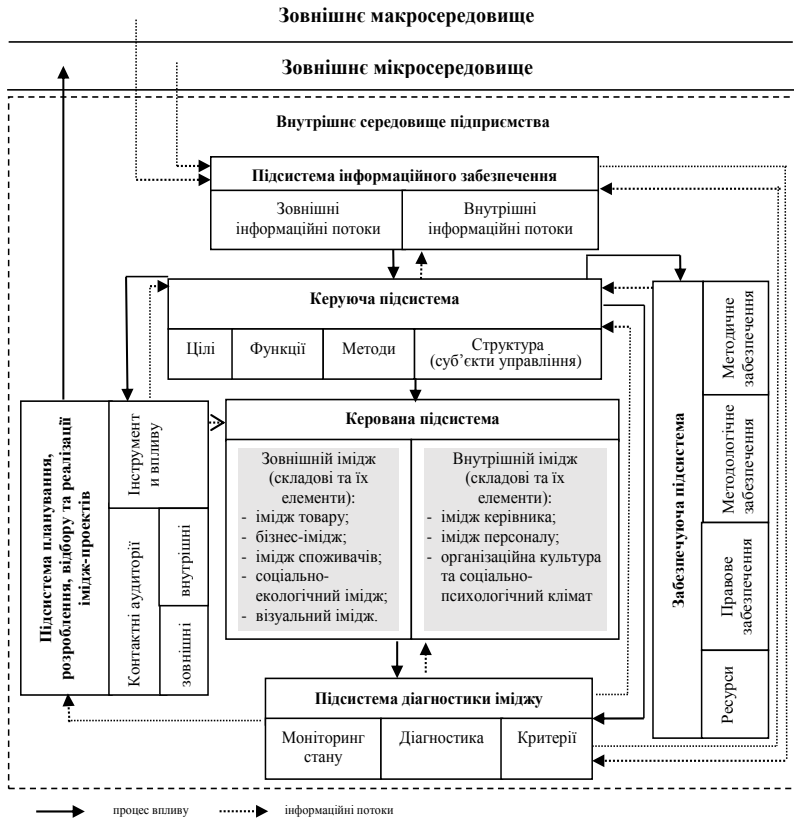 Зовнішнє макросередовище
Зовнішнє мікросередовище
Внутрішнє середовище підприємства
Підсистема інформаційного забезпечення
Зовнішні
інформаційні потоки
Внутрішні
інформаційні потоки
Керуюча підсистема
Цілі
Функції
Методи
Структура
(суб’єкти управління)
Підсистема планування,
розроблення, відбору та реалізації
імідж-проектів
Інструмент
и впливу
Контактні аудиторії
внутрішні
зовнішні
Керована підсистема
Зовнішній імідж
(складові та їх
елементи):
- імідж товару;
- бізнес-імідж;
- імідж споживачів;
- соціально-
екологічний імідж;
- візуальний імідж.
Внутрішній імідж
(складові та їх
елементи):
- імідж керівника;
- імідж персоналу;
- організаційна культура
та соціально-
психологічний клімат
Забезпечуюча підсистема
Методичне
забезпечення
Методологічне
забезпечення
Правове
забезпечення
Ресурси
Підсистема діагностики іміджу
Моніторинг
стану
Діагностика
Критерії
процес впливу
інформаційні потоки